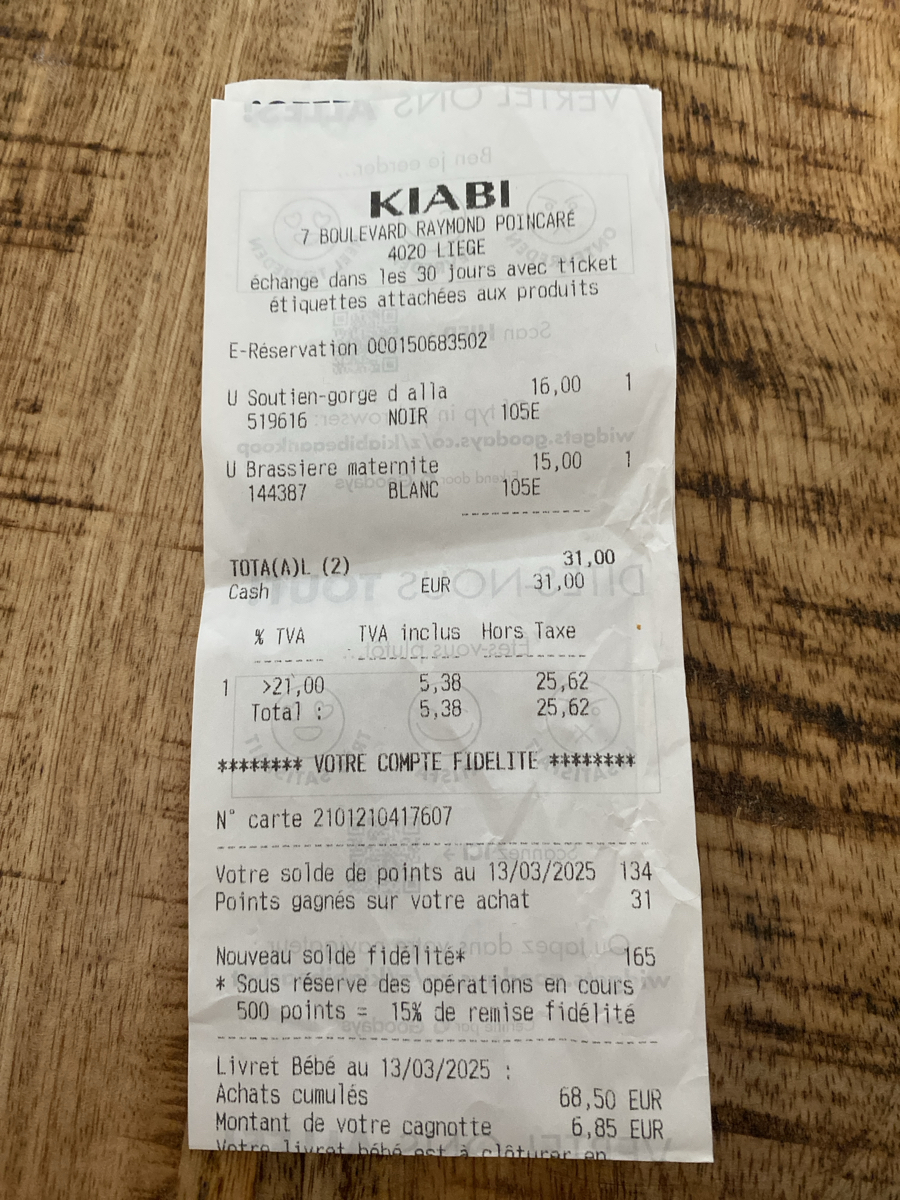 KIABI
7 BOULEVARD RAYMOND POINCARÉ
4020 LIEGE
échange dans les 30 jours avec ticket
étiquettes attachées aux produits
E-Réservation 000150683502
U Soutien-gorge d alla 16,00 1
519616 NOIR 105E
U Brassiere maternite 15,00 1
144387 BLANC 105E
--------------
TOTA(A)L (2) 31,00
Cash EUR 31,00
% TVA TVA inclus Hors Taxe
------- ----------- -----------
1 >21,00 5,38 25,62
Total : 5,38 25,62
******** VOTRE COMPTE FIDELITE ********
N° carte 2101210417607
----------------------------------------
Votre solde de points au 13/03/2025 134
Points gagnés sur votre achat 31
Nouveau solde fidélité* 165
* Sous réserve des opérations en cours
500 points = 15% de remise fidélité
----------------------------------------
Livret Bébé au 13/03/2025 :
Achats cumulés 68,50 EUR
Montant de votre cagnotte 6,85 EUR
Votre livret bébé est à clôturer en